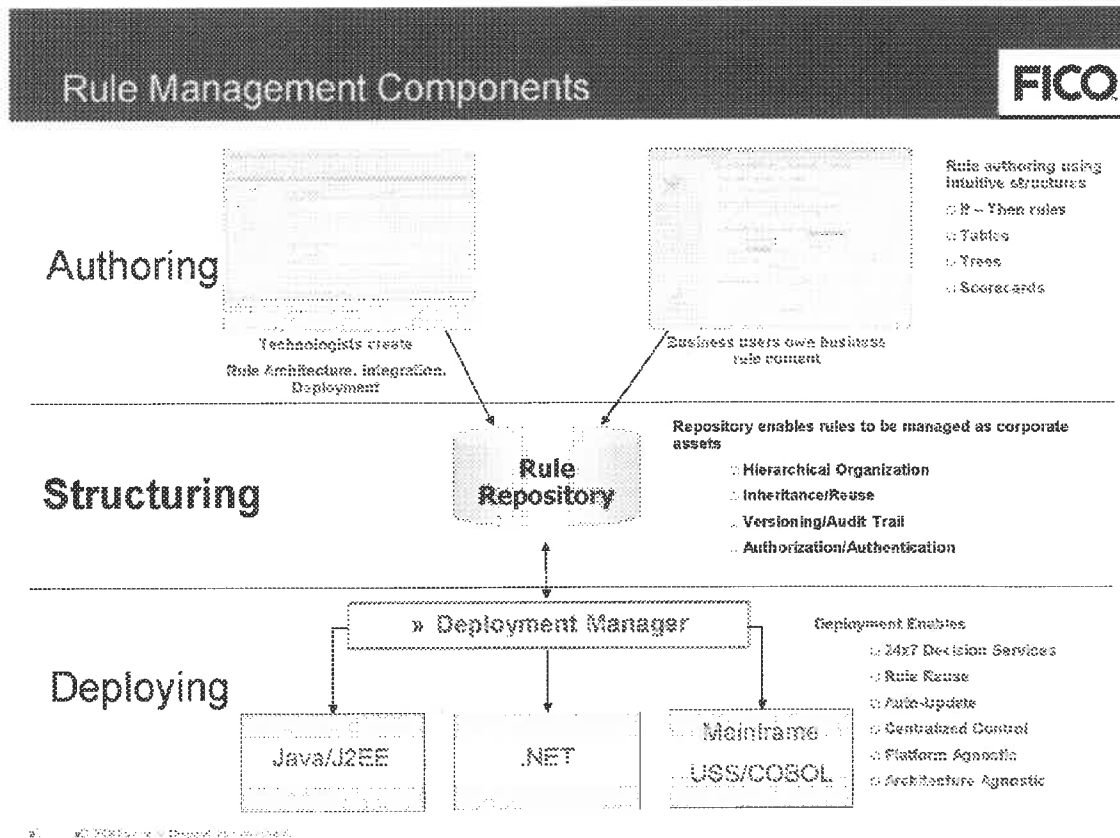 Rule Management Components
FICO
Authoring
Rule authoring using
intuitive structures
If – Then rules
Tables
Trees
Scorecards
Technologists create
Rule Architecture, Integration,
Deployment
Business users own business
rule content
Structuring
Rule
Repository
Repository enables rules to be managed as corporate
assets
Hierarchical Organization
Inheritance/Reuse
Versioning/Audit Trail
Authorization/Authentication
Deploying
» Deployment Manager
Java/J2EE
.NET
Mainframe
USS/COBOL
Deployment Enables
24x7 Decision Services
Rule Reuse
Auto-Update
Centralized Control
Platform Agnostic
Architecture Agnostic